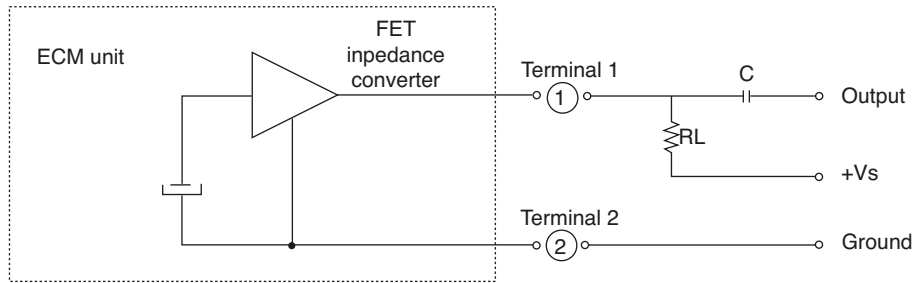 ECM unit
FET
inpedance
converter
Terminal 1
1
C
Output
RL
+Vs
Terminal 2
2
Ground